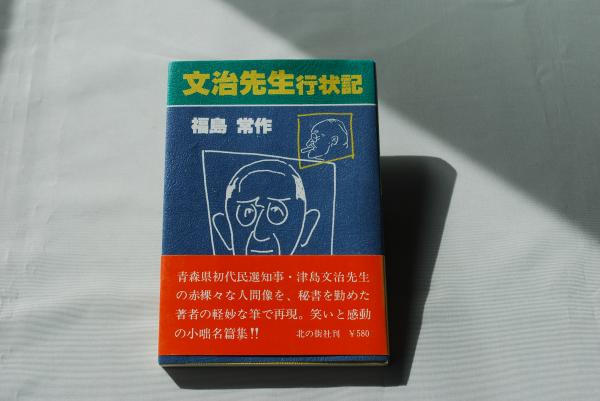 文治先生行状記
福島 常作
青森県初代民選知事・津島文治先生
の赤裸々な人間像を、秘書を勤めた
著者の軽妙な筆で再現。笑いと感動
の小咄名篇集!! 北の街社刊 ¥580